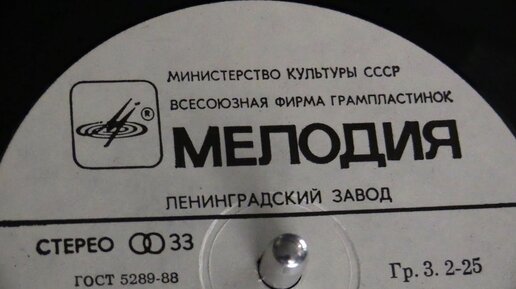 МИНИСТЕРСТВО КУЛЬТУРЫ СССР
ВСЕСОЮЗНАЯ ФИРМА ГРАМПЛАСТИНОК
®
МЕЛОДИЯ
ЛЕНИНГРАДСКИЙ ЗАВОД
СТЕРЕО 33
ГОСТ 5289-88
Гр. 3. 2-25